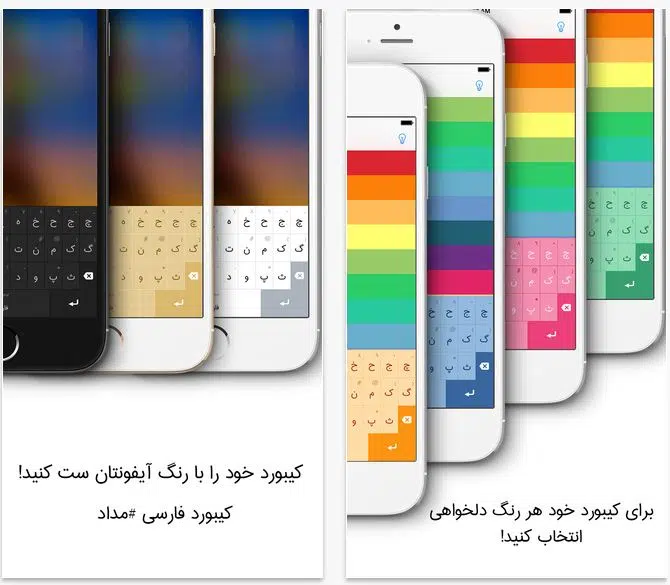 چ ج ح خ ه
گ ک م ن ت
ث پ و د
چ ج ح خ ه
گ ک م ن ت
ث پ و د
چ ج ح خ ه
گ ک م ن ت
ث پ و د
کیبورد خود را با رنگ آیفونتان ست کنید!
کیبورد فارسی #مداد
چ ج ح خ
گ ک م ن
ث پ و
چ ج ح خ
گ ک م ن
ث پ و
چ ج ح خ
گ ک م ن
ث پ و
چ ج ح خ
گ ک م ن
ث پ و
برای کیبورد خود هر رنگ دلخواهی
انتخاب کنید!